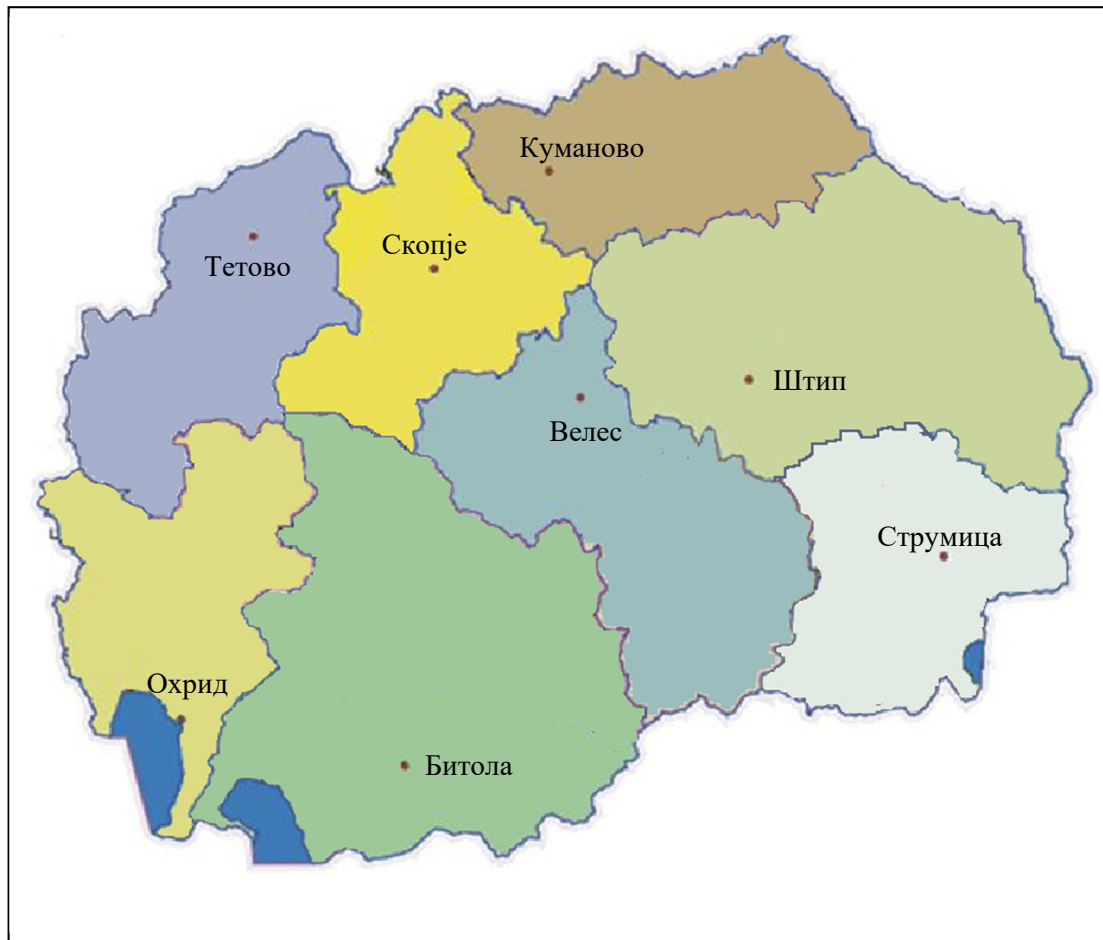 Куманово
Скопје
Тетово
Штип
Велес
Струмица
Охрид
Битола